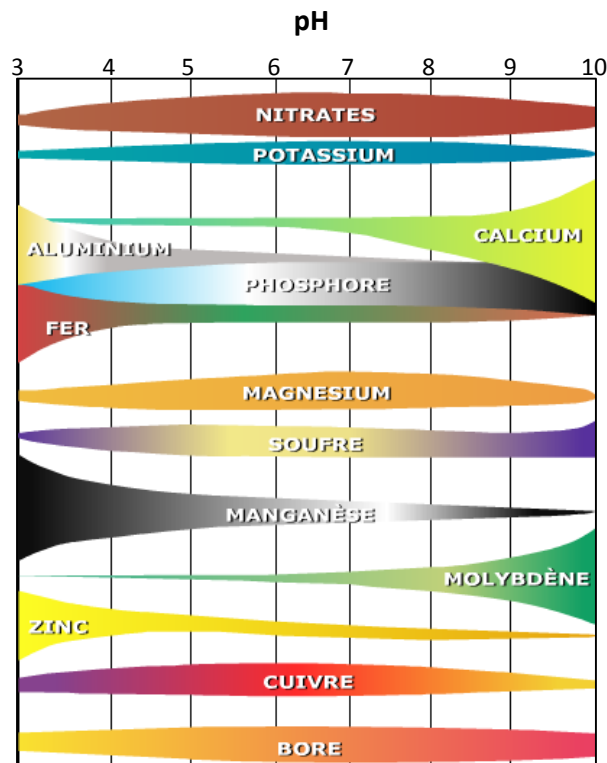 pH
3 4 5 6 7 8 9 10
NITRATES
POTASSIUM
CALCIUM
ALUMINIUM
PHOSPHORE
FER
MAGNESIUM
SOUFRE
MANGANÈSE
MOLYBDÈNE
ZINC
CUIVRE
BORE